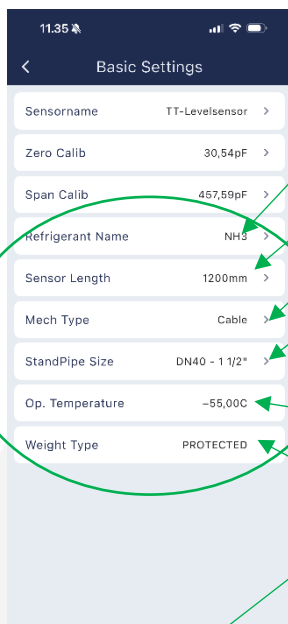 11.35
Basic Settings
Sensorname TT-Levelsensor
Zero Calib 30,54pF
Span Calib 457,59pF
Refrigerant Name NH3
Sensor Length 1200mm
Mech Type Cable
StandPipe Size DN40 - 1 1/2"
Op. Temperature -55,00C
Weight Type PROTECTED